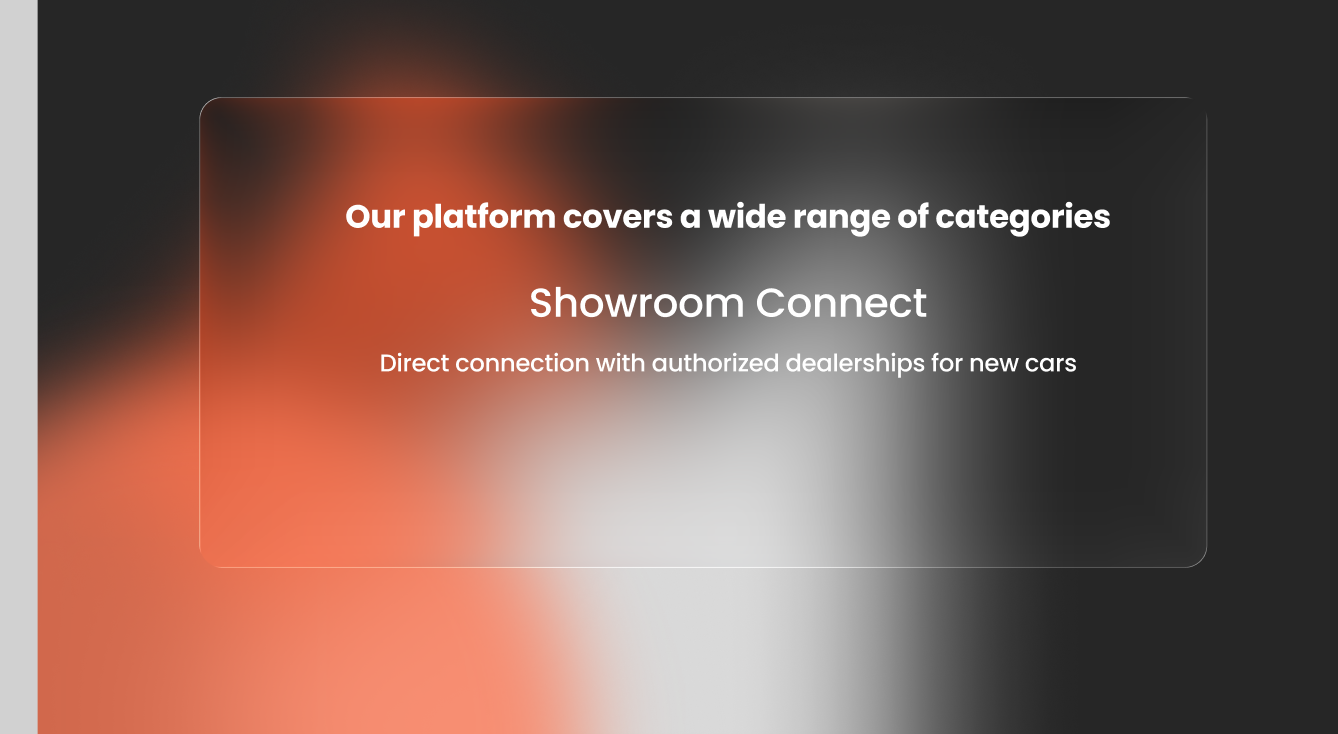 Our platform covers a wide range of categories
Showroom Connect
Direct connection with authorized dealerships for new cars